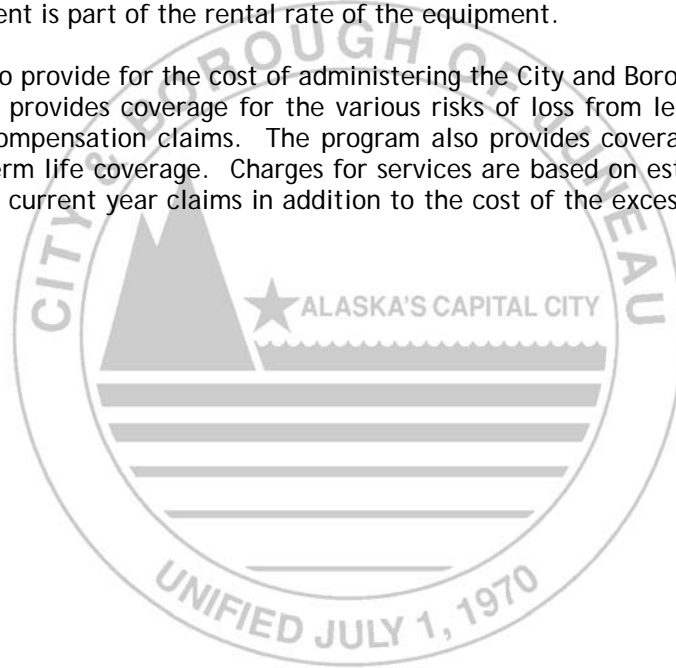 ent is part of the rental rate of the equipment.
o provide for the cost of administering the City and Boro
provides coverage for the various risks of loss from le
ompensation claims. The program also provides covera
erm life coverage. Charges for services are based on est
current year claims in addition to the cost of the exces
CITY & BOROUGH OF JUNEAU
ALASKA'S CAPITAL CITY
UNIFIED JULY 1, 1970